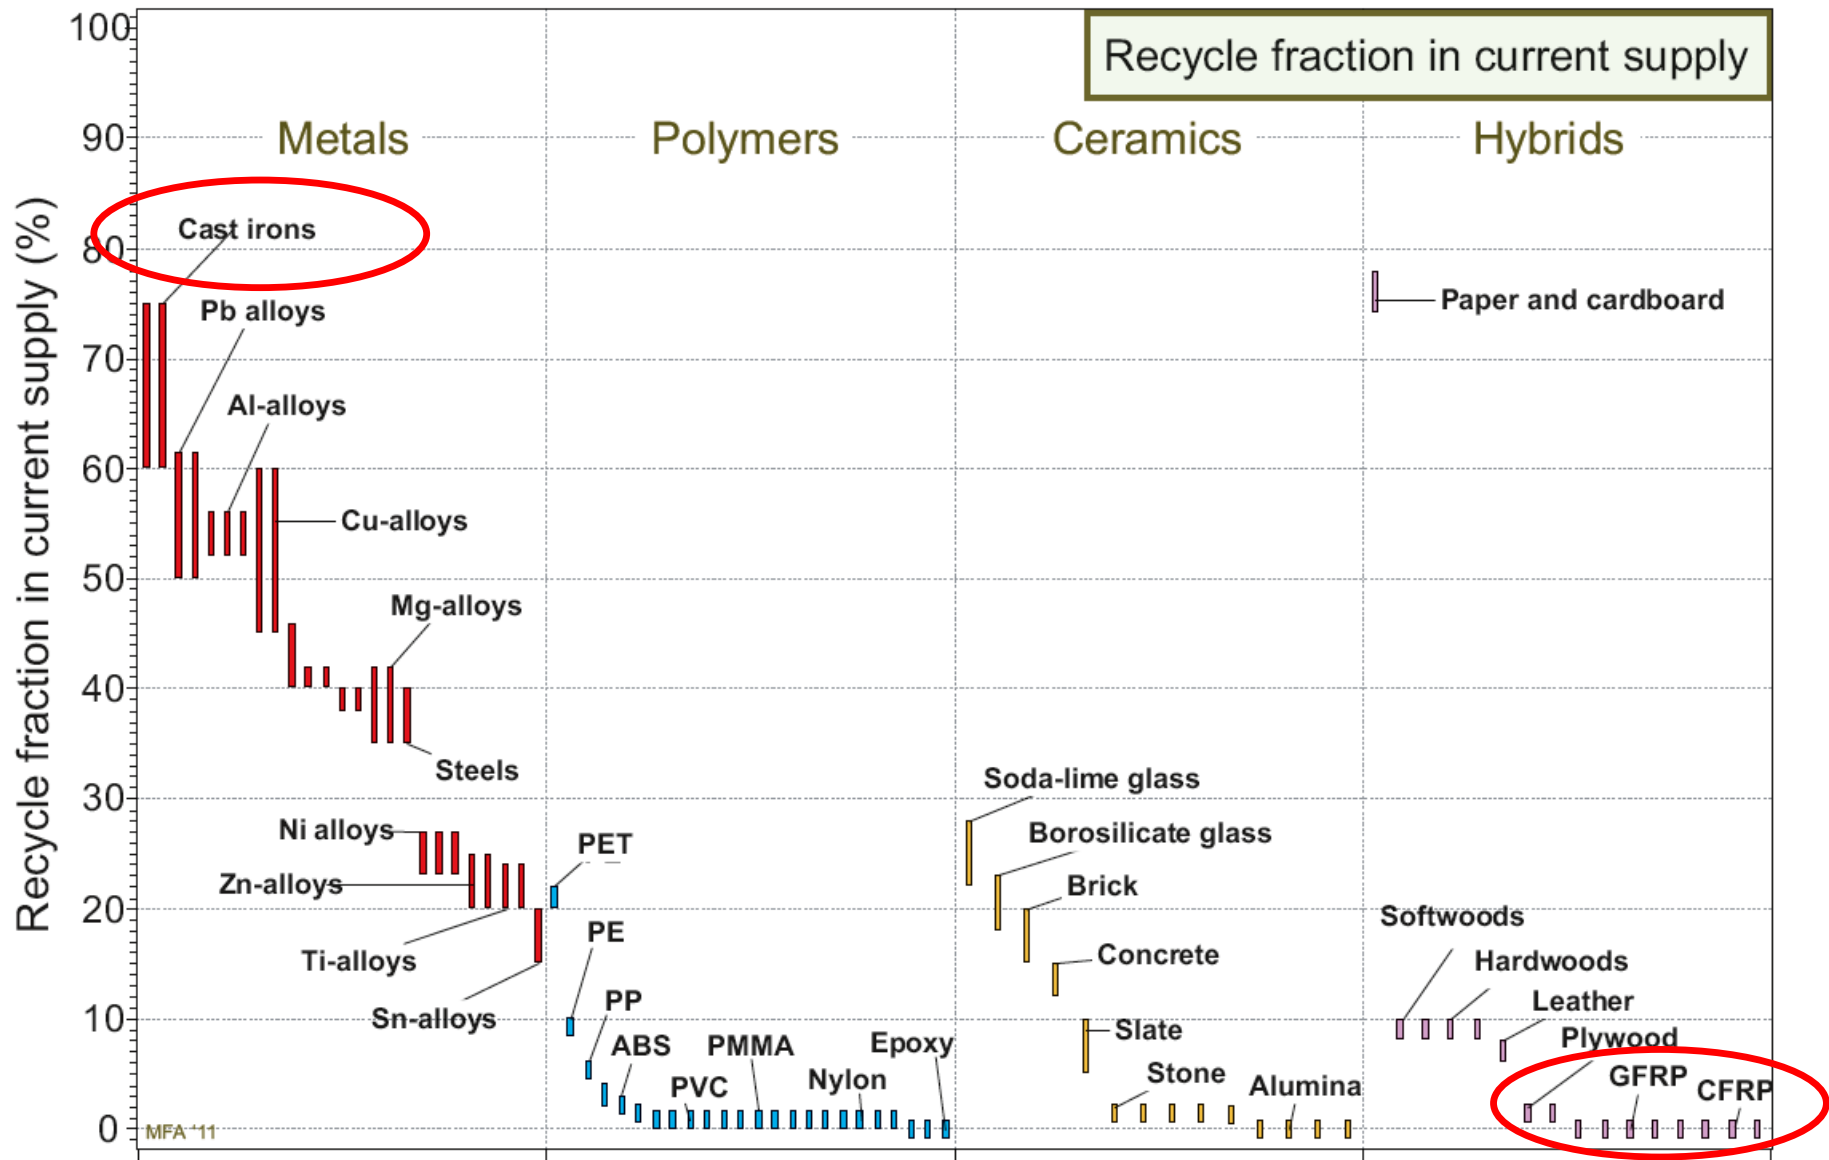 Recycle fraction in current supply
Recycle fraction in current supply (%)
100
90
80
70
60
50
40
30
20
10
0
Metals
Polymers
Ceramics
Hybrids
Cast irons
Pb alloys
Al-alloys
Cu-alloys
Mg-alloys
Steels
Ni alloys
Zn-alloys
Ti-alloys
Sn-alloys
PET
PE
PP
ABS
PVC
PMMA
Nylon
Epoxy
Soda-lime glass
Borosilicate glass
Brick
Concrete
Slate
Stone
Alumina
Paper and cardboard
Softwoods
Hardwoods
Leather
Plywood
GFRP
CFRP
MFA '11